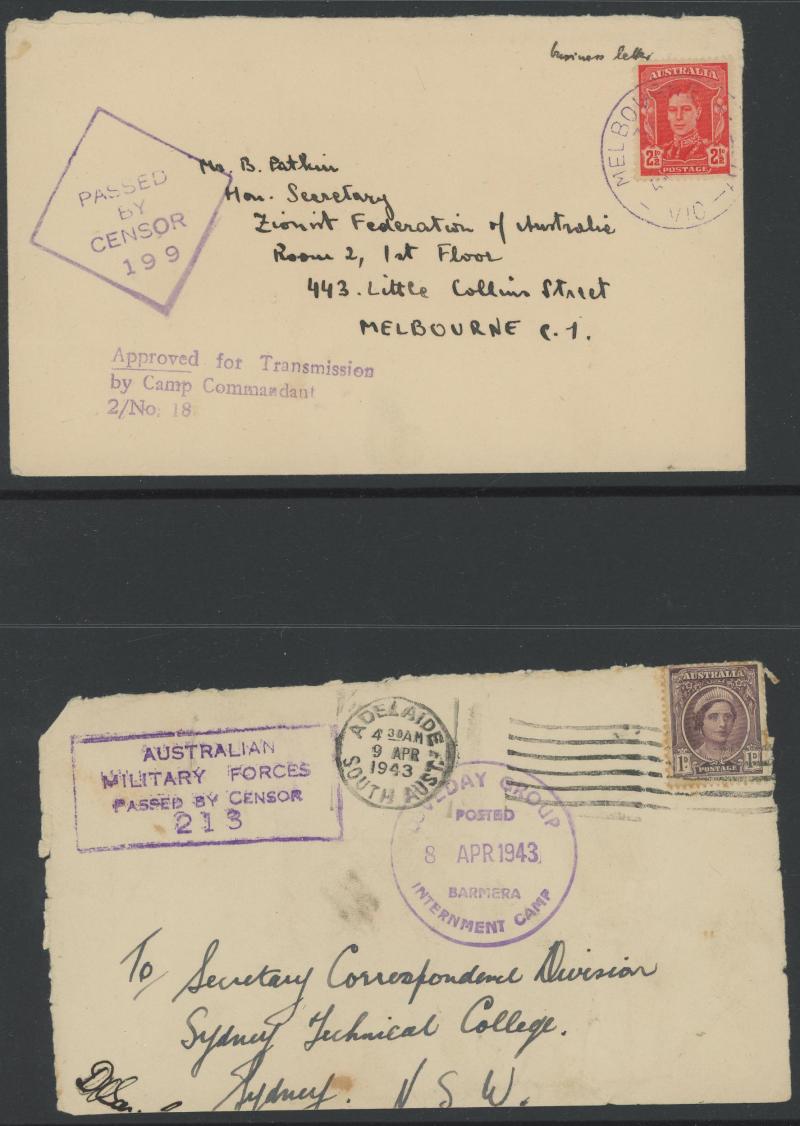 business letter
AUSTRALIA
2½D 2½D
POSTAGE
MELBOURNE
VIC
PASSED
BY
CENSOR
199
Mr. B. Patkin
Hon. Secretary
Zionist Federation of Australia
Room 2, 1st Floor
443. Little Collins Street
MELBOURNE C.1.
Approved for Transmission
by Camp Commandant
2/No. 18
AUSTRALIA
1D 1D
POSTAGE
AUSTRALIAN
MILITARY FORCES
PASSED BY CENSOR
213
ADELAIDE
4 30AM
9 APR
1943
SOUTH AUST
LOVEDAY GROUP
POSTED
8 APR 1943
BARMERA
INTERNMENT CAMP
To Secretary Correspondence Division
Sydney Technical College.
Sydney. N S W.